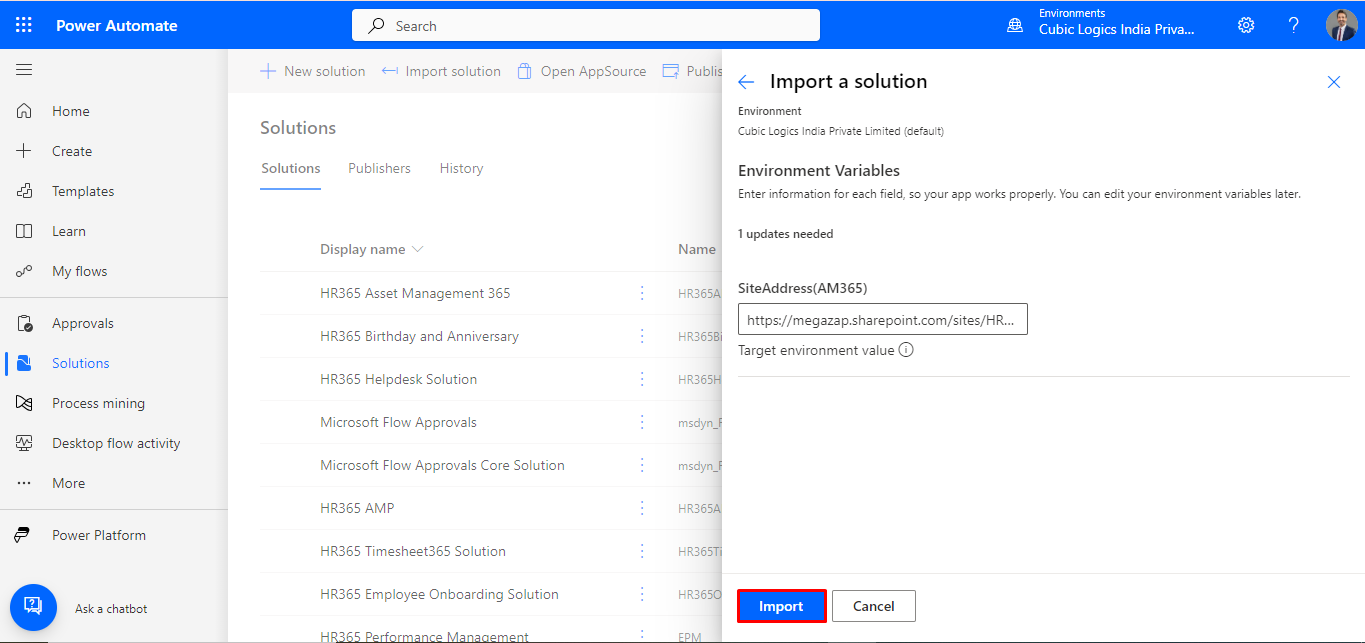 Power Automate
Search
Environments
Cubic Logics India Priva...
Home
Create
Templates
Learn
My flows
Approvals
Solutions
Process mining
Desktop flow activity
More
Power Platform
Ask a chatbot
New solution Import solution Open AppSource Publis
Solutions
Solutions Publishers History
Display name Name
HR365 Asset Management 365 HR365A
HR365 Birthday and Anniversary HR365Bi
HR365 Helpdesk Solution HR365H
Microsoft Flow Approvals msdyn_F
Microsoft Flow Approvals Core Solution msdyn_F
HR365 AMP HR365A
HR365 Timesheet365 Solution HR365Ti
HR365 Employee Onboarding Solution HR365O
HR365 Performance Management EPM
Import a solution
Environment
Cubic Logics India Private Limited (default)
Environment Variables
Enter information for each field, so your app works properly. You can edit your environment variables later.
1 updates needed
SiteAddress(AM365)
https://megazap.sharepoint.com/sites/HR...
Target environment value
Import Cancel